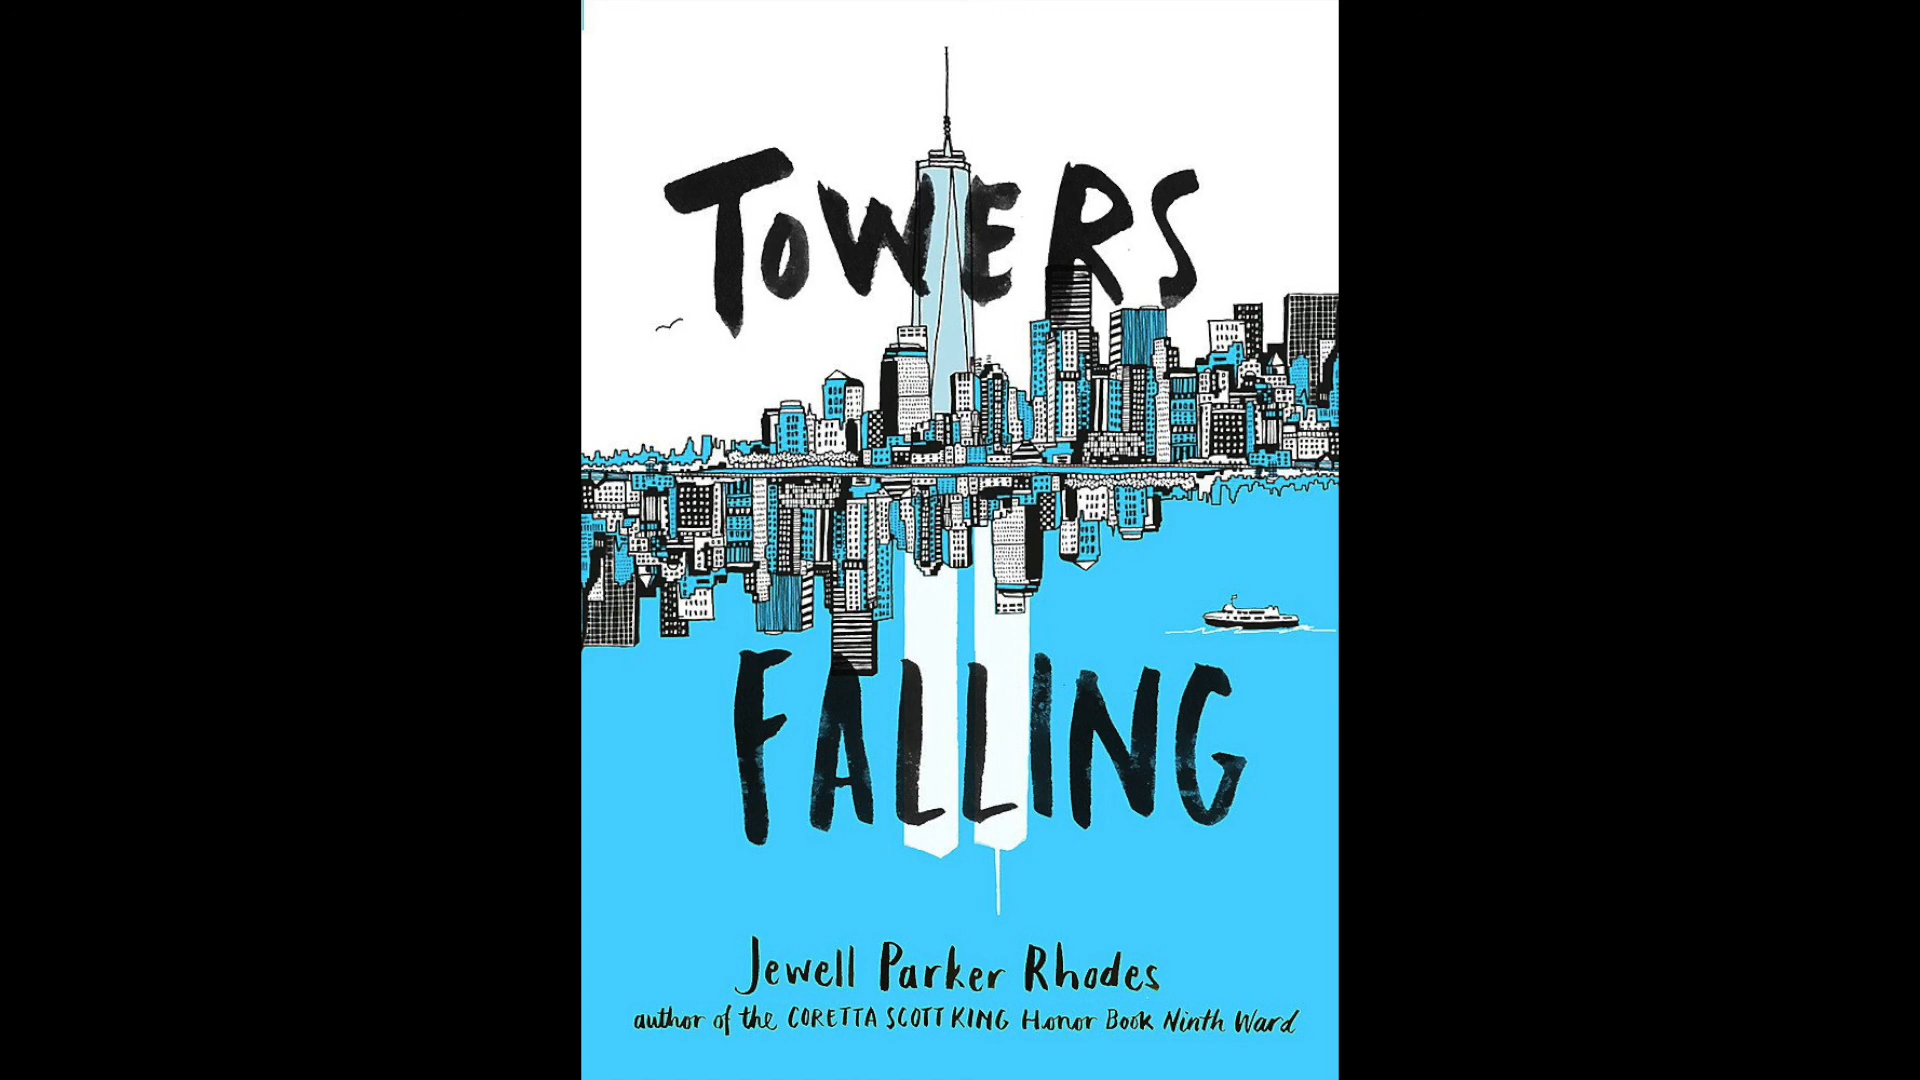 TOWERS
FALLING
Jewell Parker Rhodes
author of the CORETTA SCOTT KING Honor Book Ninth Ward